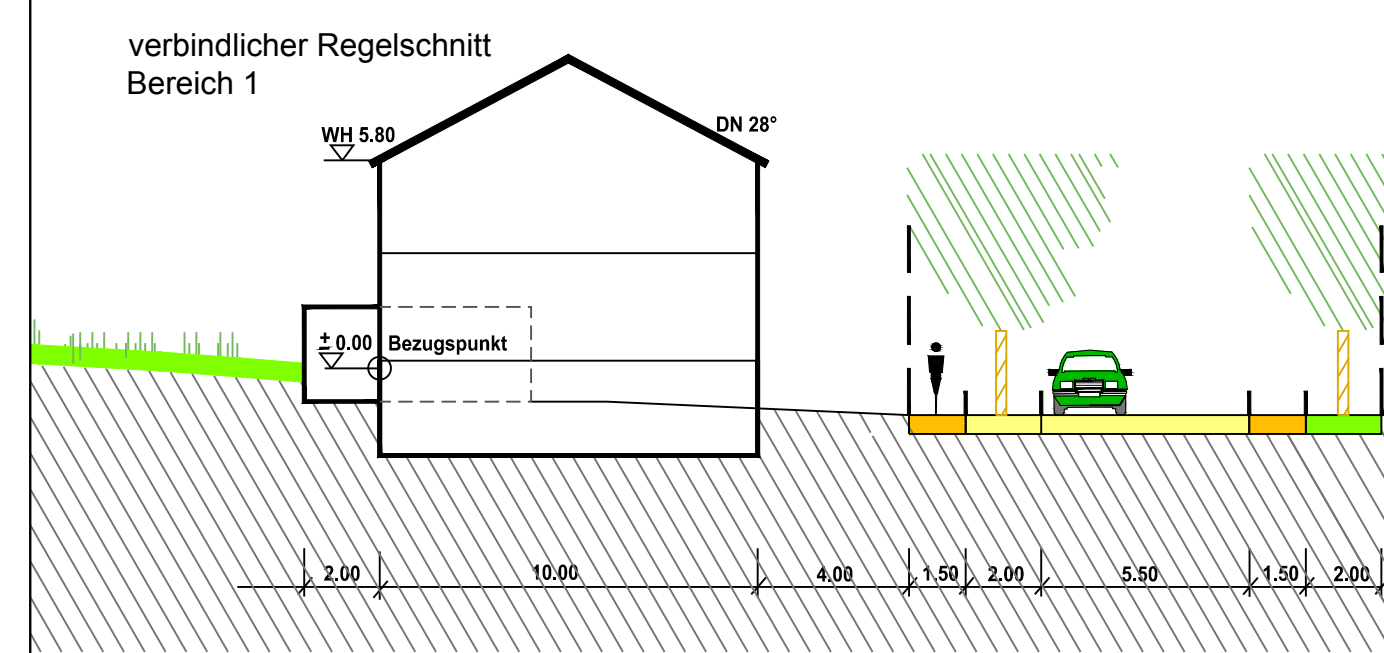 verbindlicher Regelschnitt
Bereich 1
WH 5.80
DN 28°
± 0.00 Bezugspunkt
2.00 10.00 4.00 1.50 2.00 5.50 1.50 2.00